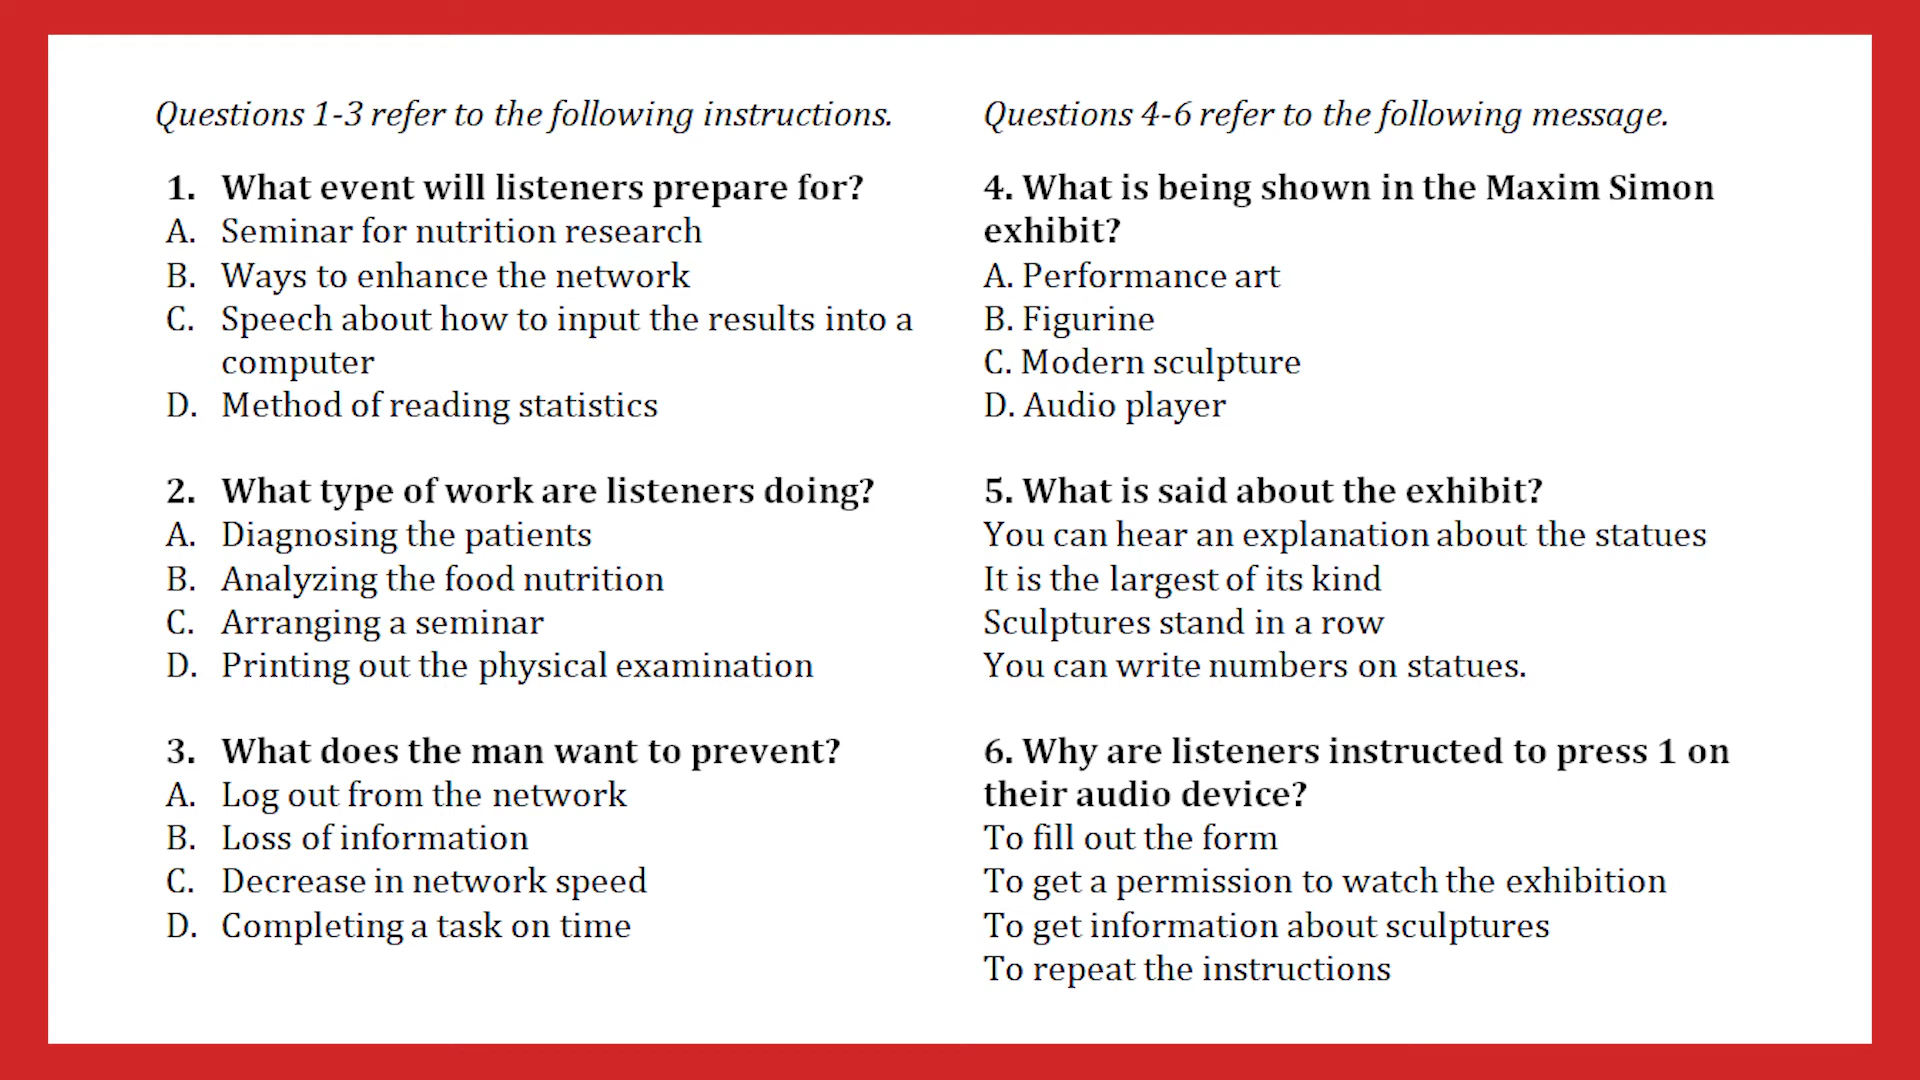 Questions 1-3 refer to the following instructions.
1. What event will listeners prepare for?
A. Seminar for nutrition research
B. Ways to enhance the network
C. Speech about how to input the results into a
computer
D. Method of reading statistics
2. What type of work are listeners doing?
A. Diagnosing the patients
B. Analyzing the food nutrition
C. Arranging a seminar
D. Printing out the physical examination
3. What does the man want to prevent?
A. Log out from the network
B. Loss of information
C. Decrease in network speed
D. Completing a task on time
Questions 4-6 refer to the following message.
4. What is being shown in the Maxim Simon
exhibit?
A. Performance art
B. Figurine
C. Modern sculpture
D. Audio player
5. What is said about the exhibit?
You can hear an explanation about the statues
It is the largest of its kind
Sculptures stand in a row
You can write numbers on statues.
6. Why are listeners instructed to press 1 on
their audio device?
To fill out the form
To get a permission to watch the exhibition
To get information about sculptures
To repeat the instructions